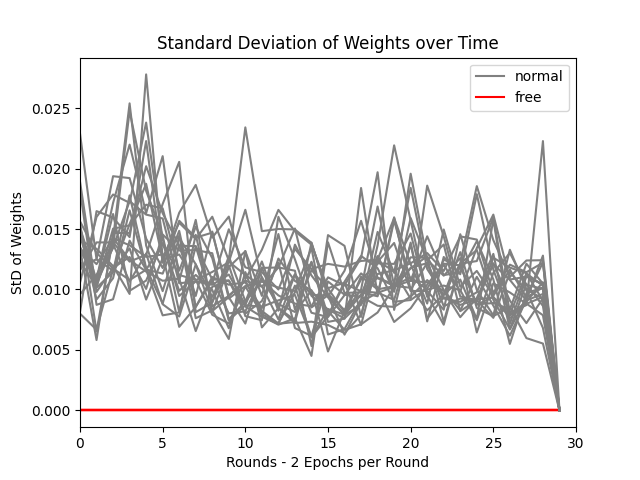 Standard Deviation of Weights over Time
normal
free
StD of Weights
0.025
0.020
0.015
0.010
0.005
0.000
0
5
10
15
20
25
30
Rounds - 2 Epochs per Round